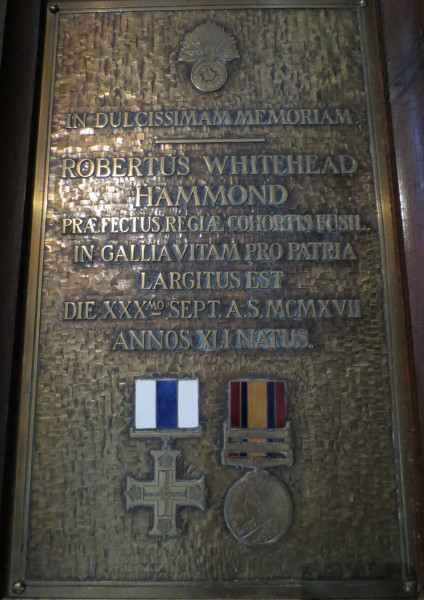 IN DULCISSIMAM MEMORIAM
ROBERTUS WHITEHEAD
HAMMOND
PRÆFECTUS REGIÆ COHORTIS FUSIL.
IN GALLIA VITAM PRO PATRIA
LARGITUS EST
DIE XXXMO. SEPT. A.S. MCMXVII
ANNOS XLI NATUS.